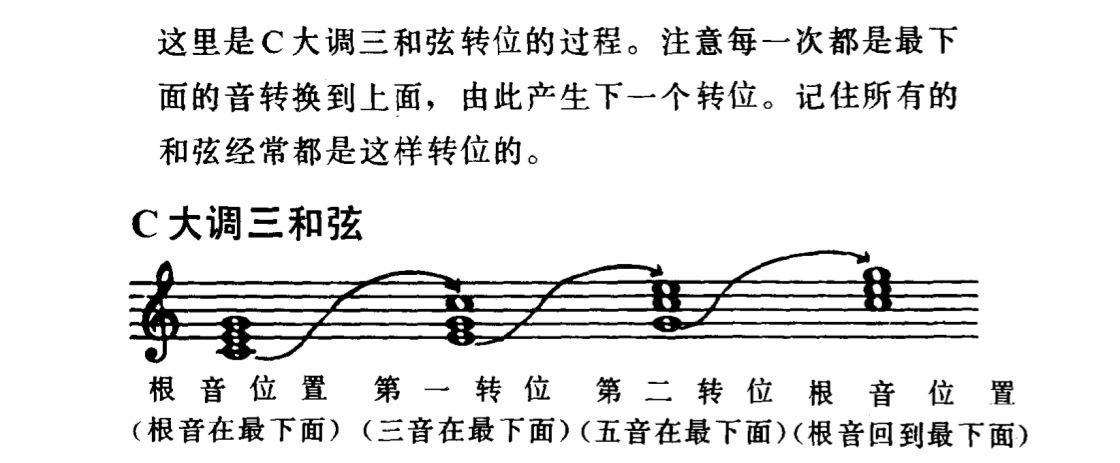 这里是C大调三和弦转位的过程。注意每一次都是最下
面的音转换到上面，由此产生下一个转位。记住所有的
和弦经常都是这样转位的。
C大调三和弦
根音位置 第一转位 第二转位 根音位置
(根音在最下面) (三音在最下面) (五音在最下面) (根音回到最下面)